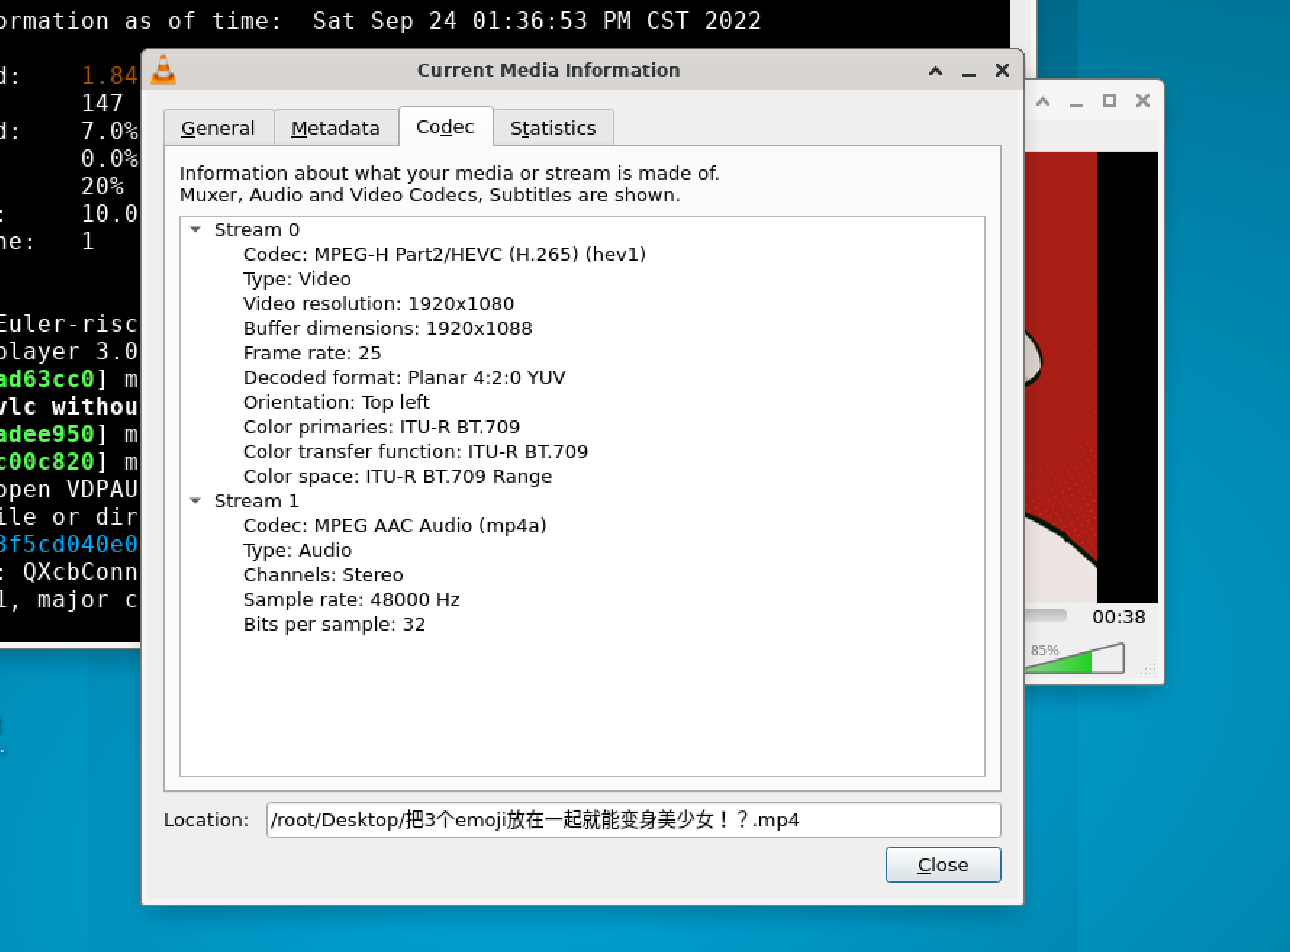 ormation as of time:  Sat Sep 24 01:36:53 PM CST 2022
d: 1.84
147
d: 7.0%
0.0%
20%
: 10.0
ne: 1
Euler-risc
player 3.0
ad63cc0] m
vlc withou
adee950] m
c00c820] m
open VDPAU
ile or dir
3f5cd040e0
: QXcbConn
l, major c
Current Media Information
General
Metadata
Codec
Statistics
Information about what your media or stream is made of.
Muxer, Audio and Video Codecs, Subtitles are shown.
Stream 0
Codec: MPEG-H Part2/HEVC (H.265) (hev1)
Type: Video
Video resolution: 1920x1080
Buffer dimensions: 1920x1088
Frame rate: 25
Decoded format: Planar 4:2:0 YUV
Orientation: Top left
Color primaries: ITU-R BT.709
Color transfer function: ITU-R BT.709
Color space: ITU-R BT.709 Range
Stream 1
Codec: MPEG AAC Audio (mp4a)
Type: Audio
Channels: Stereo
Sample rate: 48000 Hz
Bits per sample: 32
Location: /root/Desktop/把3个emoji放在一起就能变身美少女！？.mp4
Close
00:38
85%